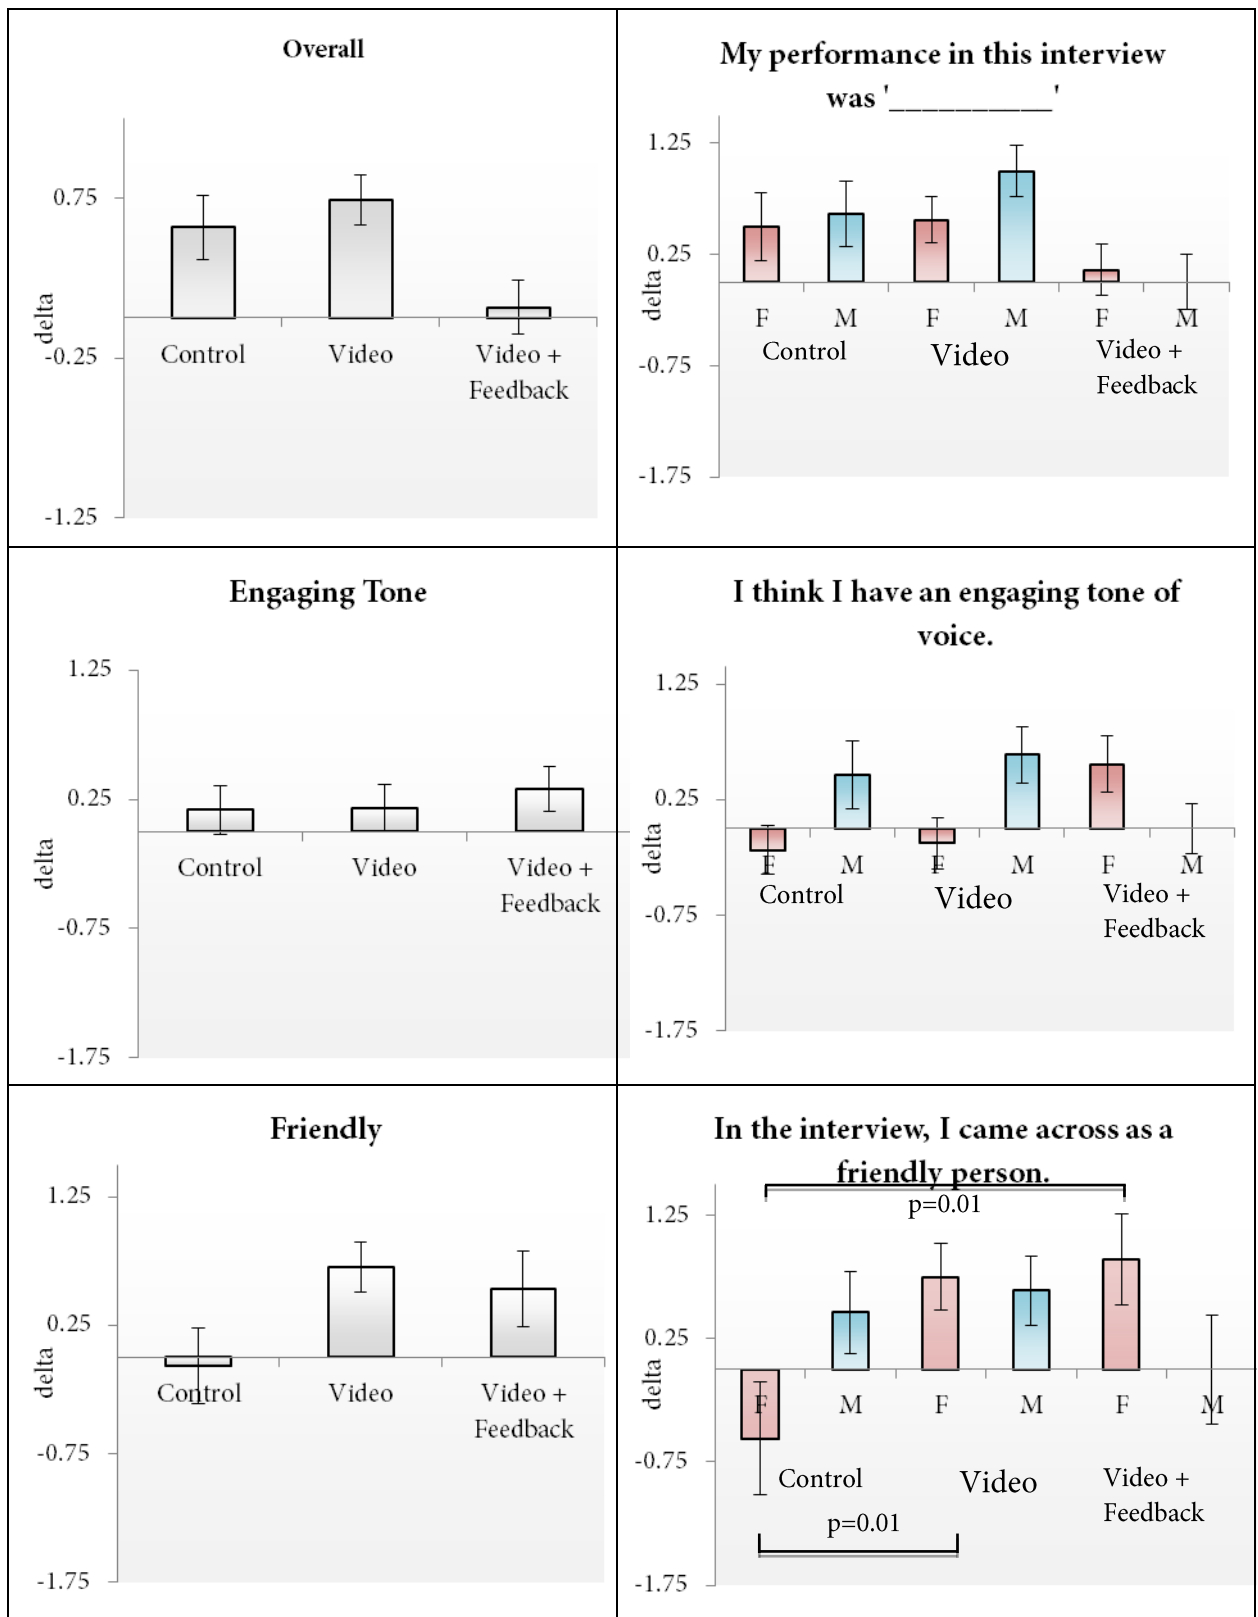 Overall
0.75
-0.25
-1.25
delta
Control
Video
Video +
Feedback
My performance in this interview
was '__________'
1.25
0.25
-0.75
-1.75
delta
F M F M F M
Control
Video
Video +
Feedback
Engaging Tone
1.25
0.25
-0.75
-1.75
delta
Control
Video
Video +
Feedback
I think I have an engaging tone of
voice.
1.25
0.25
-0.75
-1.75
delta
F M F M F M
Control
Video
Video +
Feedback
Friendly
1.25
0.25
-0.75
-1.75
delta
Control
Video
Video +
Feedback
In the interview, I came across as a
friendly person.
p=0.01
1.25
0.25
-0.75
-1.75
delta
F M F M F M
Control
Video
Video +
Feedback
p=0.01